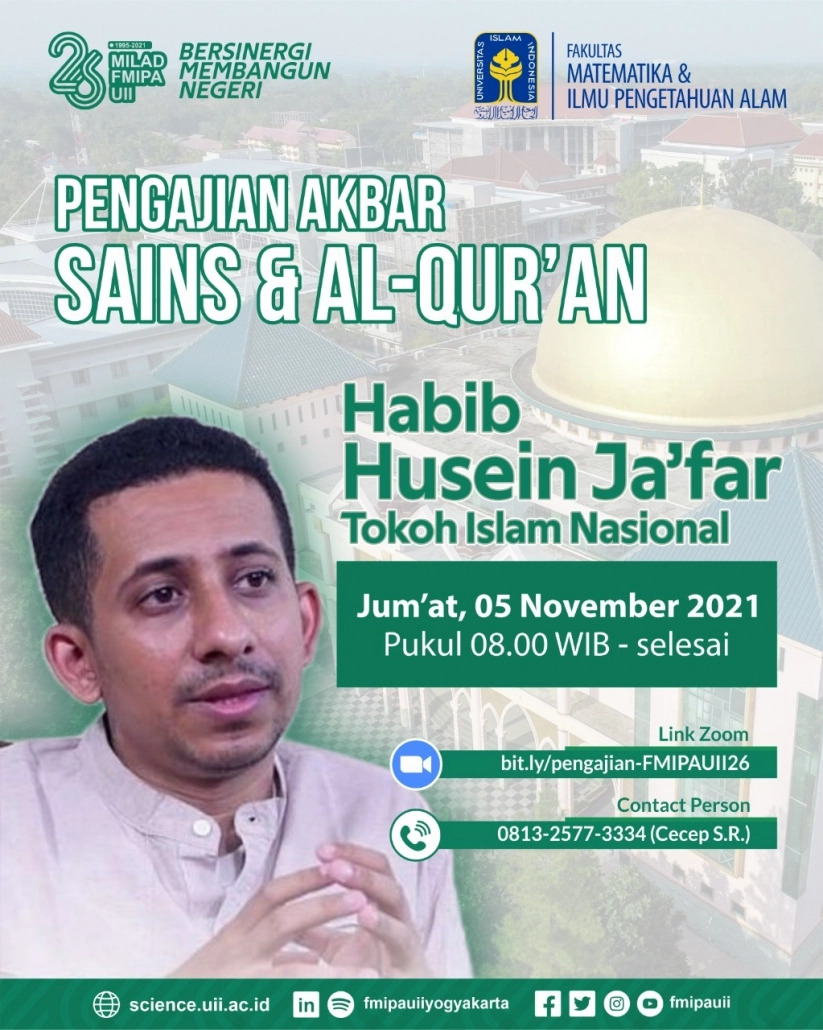 26
1995-2021
MILAD
FMIPA
UII
BERSINERGI
MEMBANGUN
NEGERI
UNIVERSITAS ISLAM INDONESIA
FAKULTAS
MATEMATIKA &
ILMU PENGETAHUAN ALAM
PENGAJIAN AKBAR
SAINS & AL-QUR'AN
Habib
Husein Ja'far
Tokoh Islam Nasional
Jum'at, 05 November 2021
Pukul 08.00 WIB - selesai
Link Zoom
bit.ly/pengajian-FMIPAUII26
Contact Person
0813-2577-3334 (Cecep S.R.)
science.uii.ac.id
fmipauiiyogyakarta
fmipauii